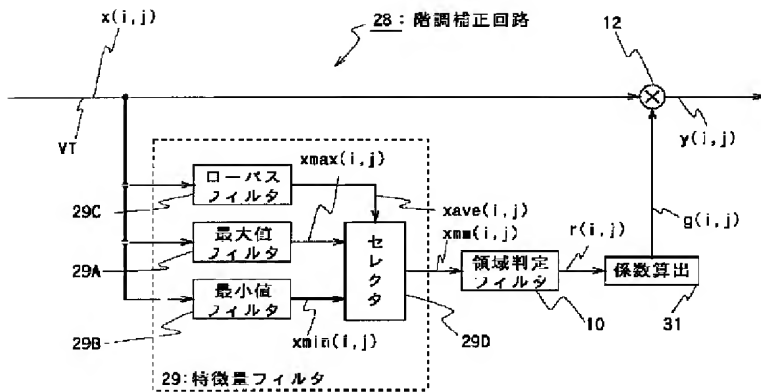 x(i,j)
28:階調補正回路
12
VT
y(i,j)
xmax(i,j)
ローパス
フィルタ
29C
xave(i,j)
xmm(i,j)
r(i,j)
g(i,j)
最大値
フィルタ
29A
セレクタ
領域判定
フィルタ
係数算出
最小値
フィルタ
29B
xmin(i,j)
29D
10
31
29:特徴量フィルタ